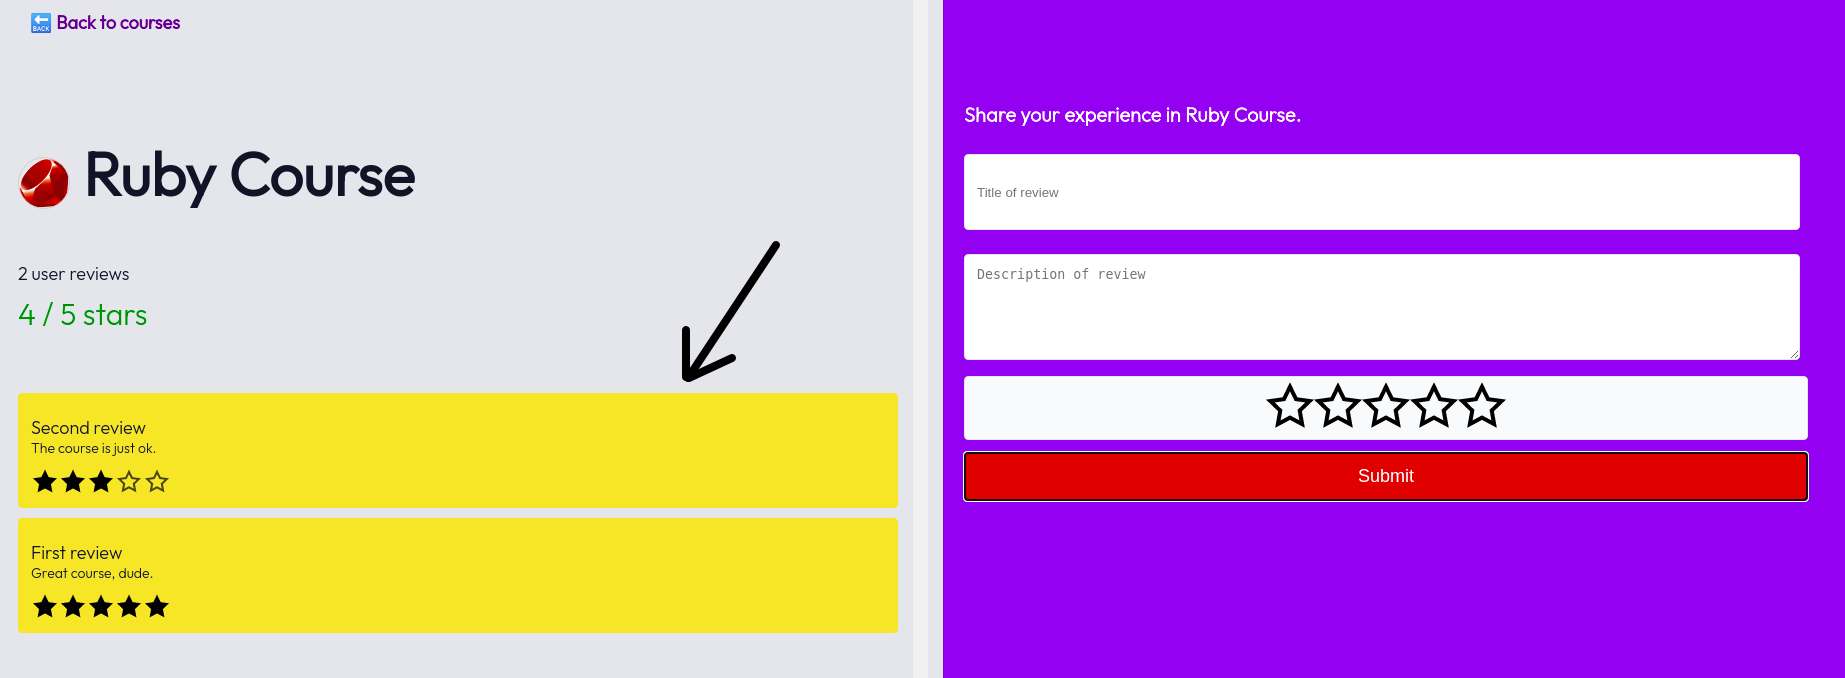 BACK
Back to courses
Ruby Course
2 user reviews
4 / 5 stars
Second review
The course is just ok.
First review
Great course, dude.
Share your experience in Ruby Course.
Title of review
Description of review
Submit